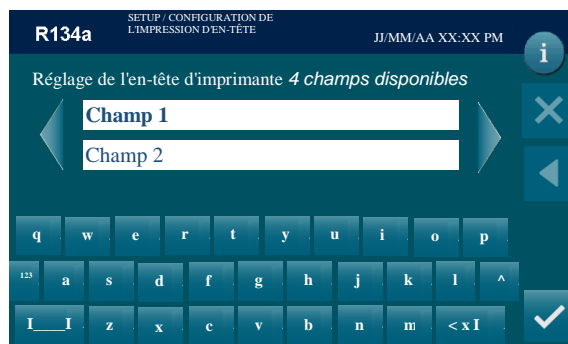 R134a
SETUP / CONFIGURATION DE
L'IMPRESSION D'EN-TÊTE
JJ/MM/AA XX:XX PM
i
Réglage de l'en-tête d'imprimante 4 champs disponibles
Champ 1
Champ 2
q w e r t y u i o p
123 a s d f g h j k l ^
I___I z x c v b n m < x I